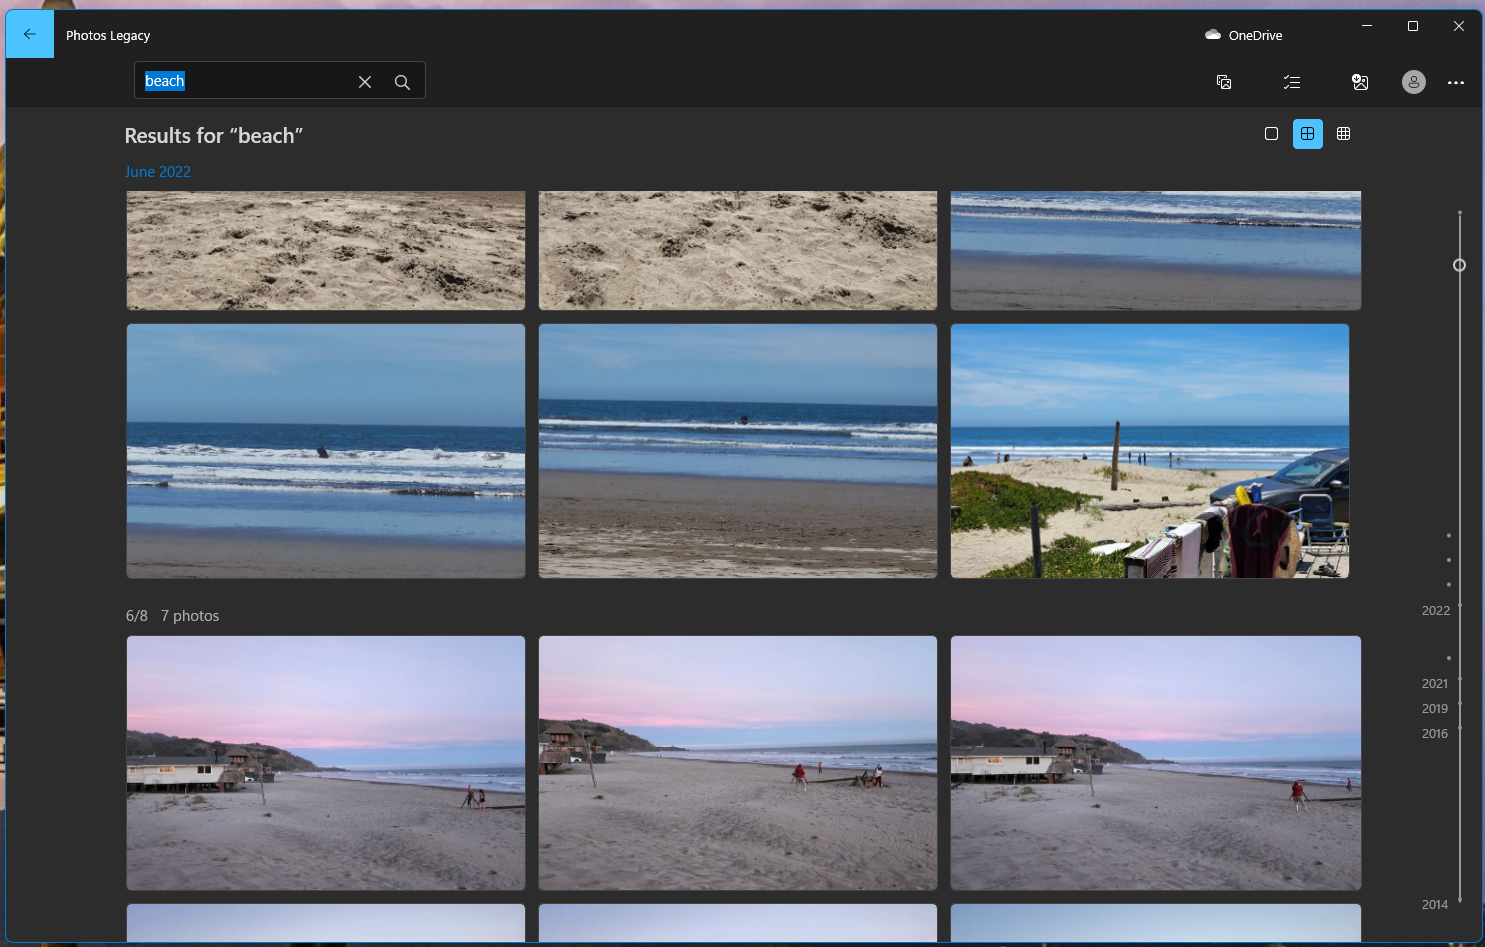 Photos Legacy
OneDrive
beach
Results for “beach”
June 2022
6/8 7 photos
2022
2021
2019
2016
2014